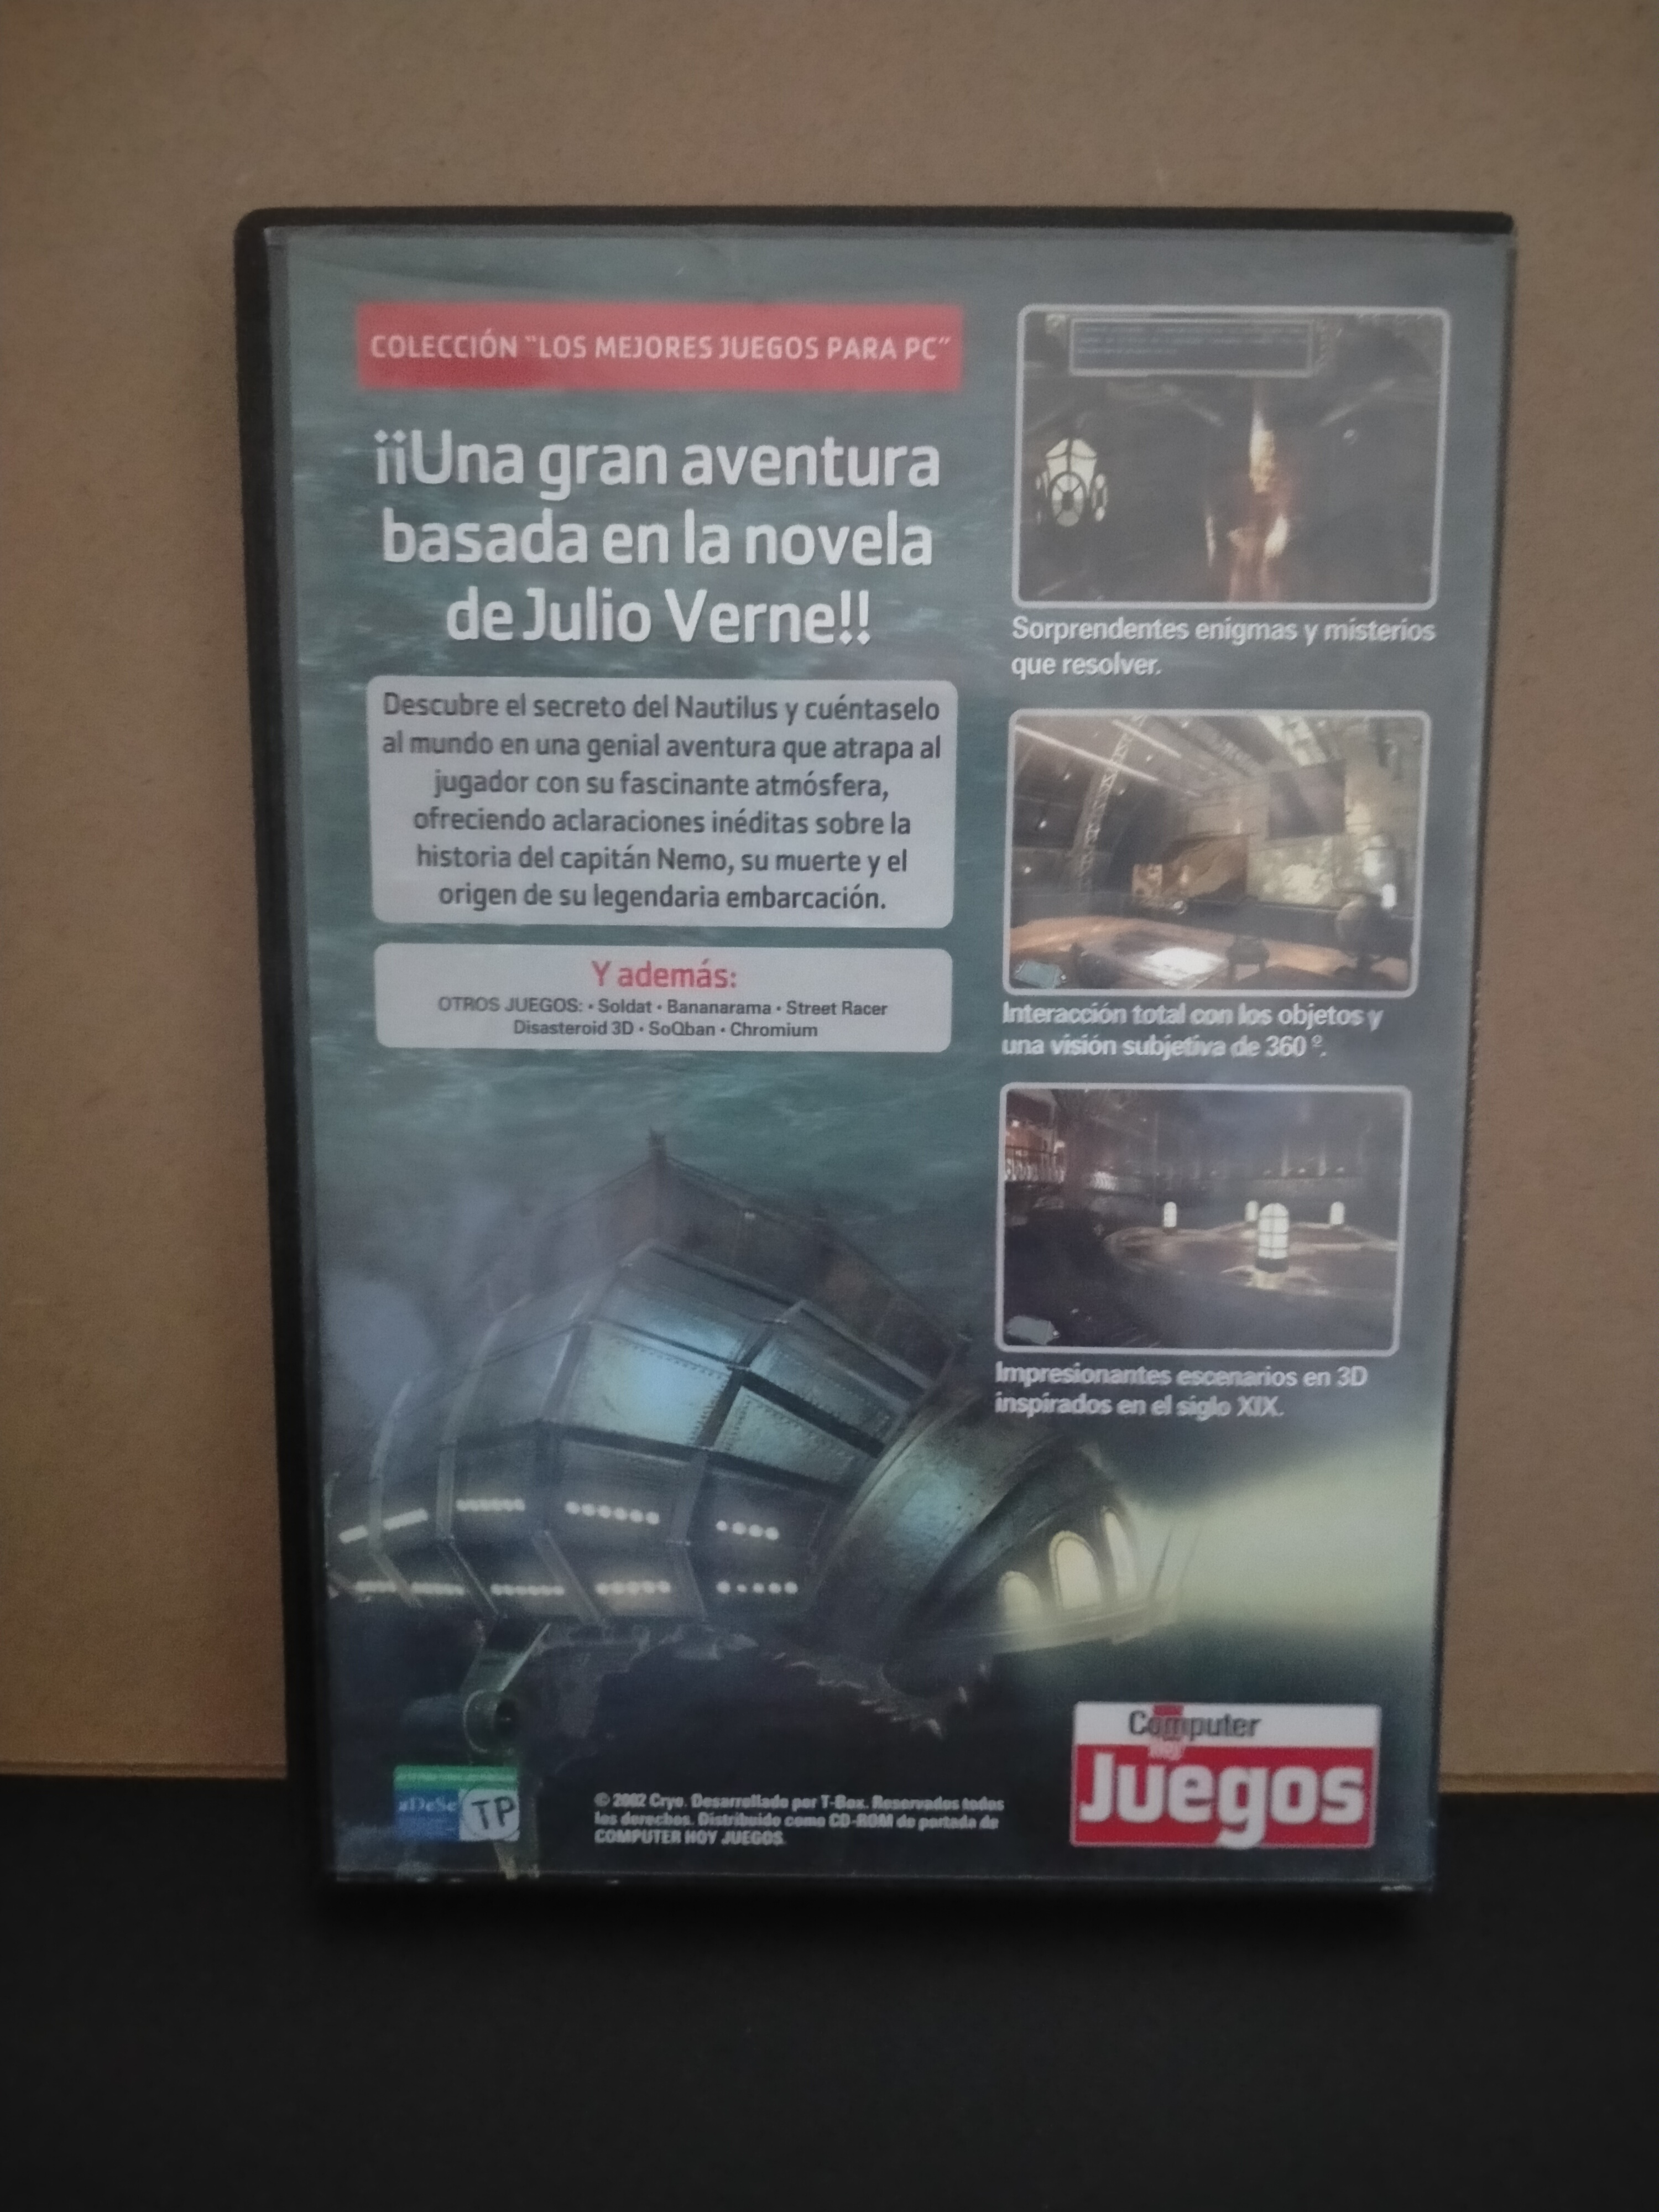 COLECCIÓN "LOS MEJORES JUEGOS PARA PC"
¡¡Una gran aventura
basada en la novela
de Julio Verne!!
Descubre el secreto del Nautilus y cuéntaselo
al mundo en una genial aventura que atrapa al
jugador con su fascinante atmósfera,
ofreciendo aclaraciones inéditas sobre la
historia del capitán Nemo, su muerte y el
origen de su legendaria embarcación.
Y además:
OTROS JUEGOS: • Soldat • Bananarama • Street Racer
Disasteroid 3D • SoQban • Chromium
Sorprendentes enigmas y misterios
que resolver.
Interacción total con los objetos y
una visión subjetiva de 360 º.
Impresionantes escenarios en 3D
inspirados en el siglo XIX.
aDeSe
TP
© 2002 Cryo. Desarrollado por T-Box. Reservados todos
los derechos. Distribuido como CD-ROM de portada de
COMPUTER HOY JUEGOS.
Computer
hoy
Juegos